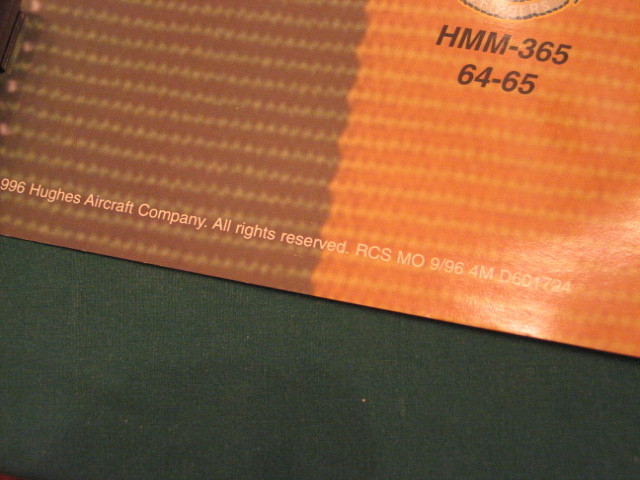 HMM-365
64-65
996 Hughes Aircraft Company. All rights reserved. RCS MO 9/96 4M D601724